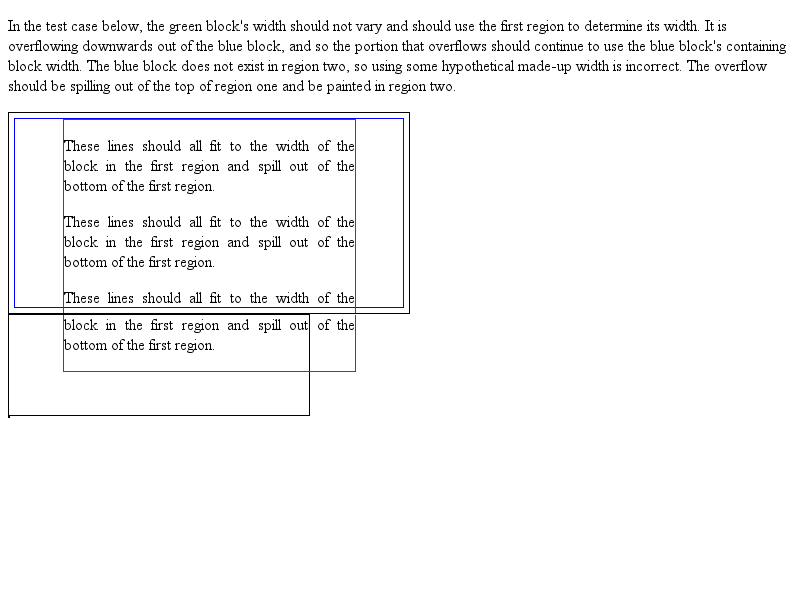 In the test case below, the green block's width should not vary and should use the first region to determine its width. It is
overflowing downwards out of the blue block, and so the portion that overflows should continue to use the blue block's containing
block width. The blue block does not exist in region two, so using some hypothetical made-up width is incorrect. The overflow
should be spilling out of the top of region one and be painted in region two.
These lines should all fit to the width of the
block in the first region and spill out of the
bottom of the first region.
These lines should all fit to the width of the
block in the first region and spill out of the
bottom of the first region.
These lines should all fit to the width of the
block in the first region and spill out of the
bottom of the first region.